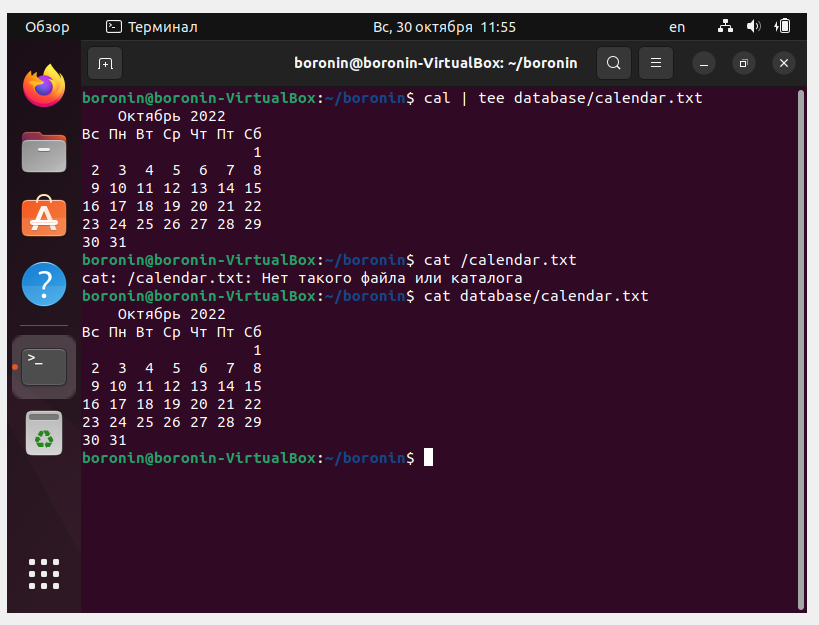 Обзор Терминал Вс, 30 октября 11:55 en
boronin@boronin-VirtualBox: ~/boronin
boronin@boronin-VirtualBox:~/boronin$ cal | tee database/calendar.txt
    Октябрь 2022
Вс Пн Вт Ср Чт Пт Сб
                   1
 2  3  4  5  6  7  8
 9 10 11 12 13 14 15
16 17 18 19 20 21 22
23 24 25 26 27 28 29
30 31
boronin@boronin-VirtualBox:~/boronin$ cat /calendar.txt
cat: /calendar.txt: Нет такого файла или каталога
boronin@boronin-VirtualBox:~/boronin$ cat database/calendar.txt
    Октябрь 2022
Вс Пн Вт Ср Чт Пт Сб
                   1
 2  3  4  5  6  7  8
 9 10 11 12 13 14 15
16 17 18 19 20 21 22
23 24 25 26 27 28 29
30 31
boronin@boronin-VirtualBox:~/boronin$